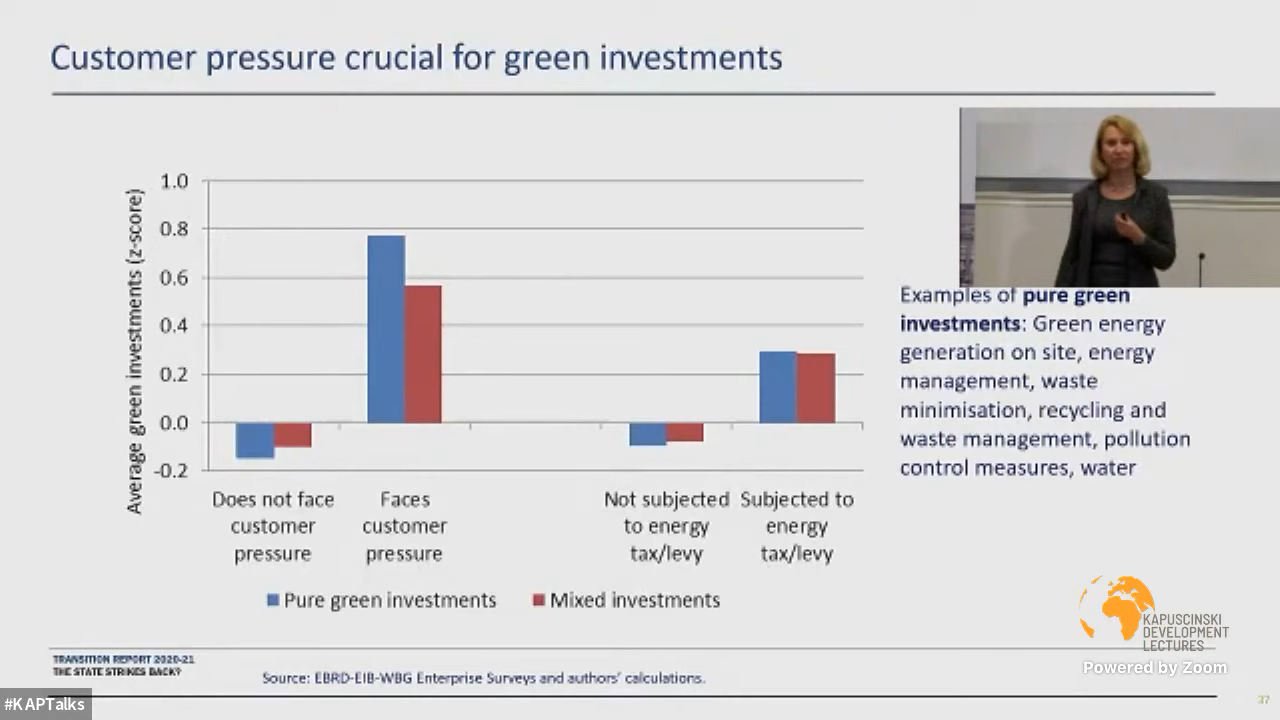 Customer pressure crucial for green investments
Average green investments (z-score)
1.0
0.8
0.6
0.4
0.2
0.0
-0.2
Does not face
customer
pressure
Faces
customer
pressure
Not subjected
to energy
tax/levy
Subjected to
energy
tax/levy
Pure green investments
Mixed investments
Examples of pure green
investments: Green energy
generation on site, energy
management, waste
minimisation, recycling and
waste management, pollution
control measures, water
KAPUSCINSKI
DEVELOPMENT
LECTURES
Powered by Zoom
TRANSITION REPORT 2020-21
THE STATE STRIKES BACK?
Source: EBRD-EIB-WBG Enterprise Surveys and authors' calculations.
#KAPTalks
37